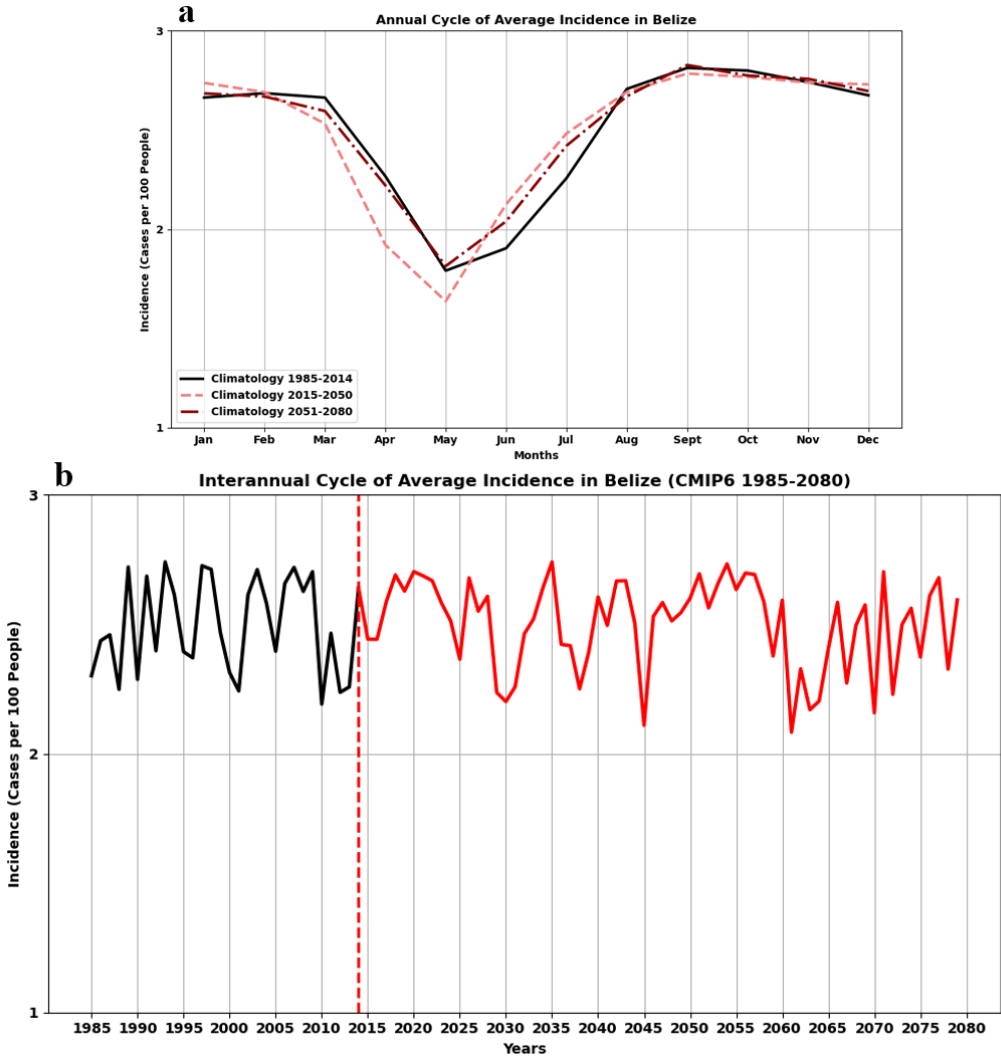 a
Annual Cycle of Average Incidence in Belize
3
2
1
Incidence (Cases per 100 People)
Climatology 1985-2014
Climatology 2015-2050
Climatology 2051-2080
Jan Feb Mar Apr May Jun Jul Aug Sept Oct Nov Dec
Months
b
Interannual Cycle of Average Incidence in Belize (CMIP6 1985-2080)
3
2
1
Incidence (Cases per 100 People)
1985 1990 1995 2000 2005 2010 2015 2020 2025 2030 2035 2040 2045 2050 2055 2060 2065 2070 2075 2080
Years